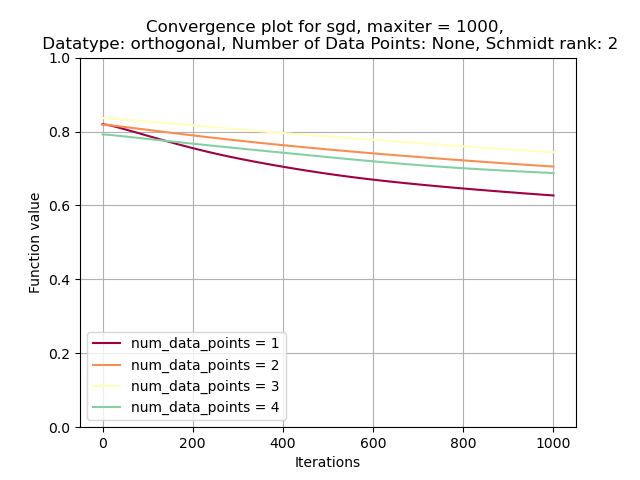 Convergence plot for sgd, maxiter = 1000,
Datatype: orthogonal, Number of Data Points: None, Schmidt rank: 2
1.0
0.8
0.6
0.4
0.2
0.0
Function value
num_data_points = 1
num_data_points = 2
num_data_points = 3
num_data_points = 4
0 200 400 600 800 1000
Iterations